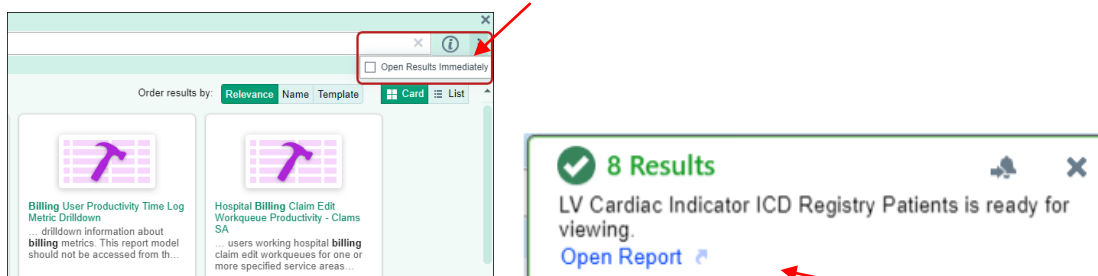 Open Results Immediately
Order results by: Relevance Name Template Card List
Billing User Productivity Time Log
Metric Drilldown
... drilldown information about
billing metrics. This report model
should not be accessed from th...
Hospital Billing Claim Edit
Workqueue Productivity - Clams
SA
... users working hospital billing
claim edit workqueues for one or
more specified service areas...
8 Results
LV Cardiac Indicator ICD Registry Patients is ready for
viewing.
Open Report